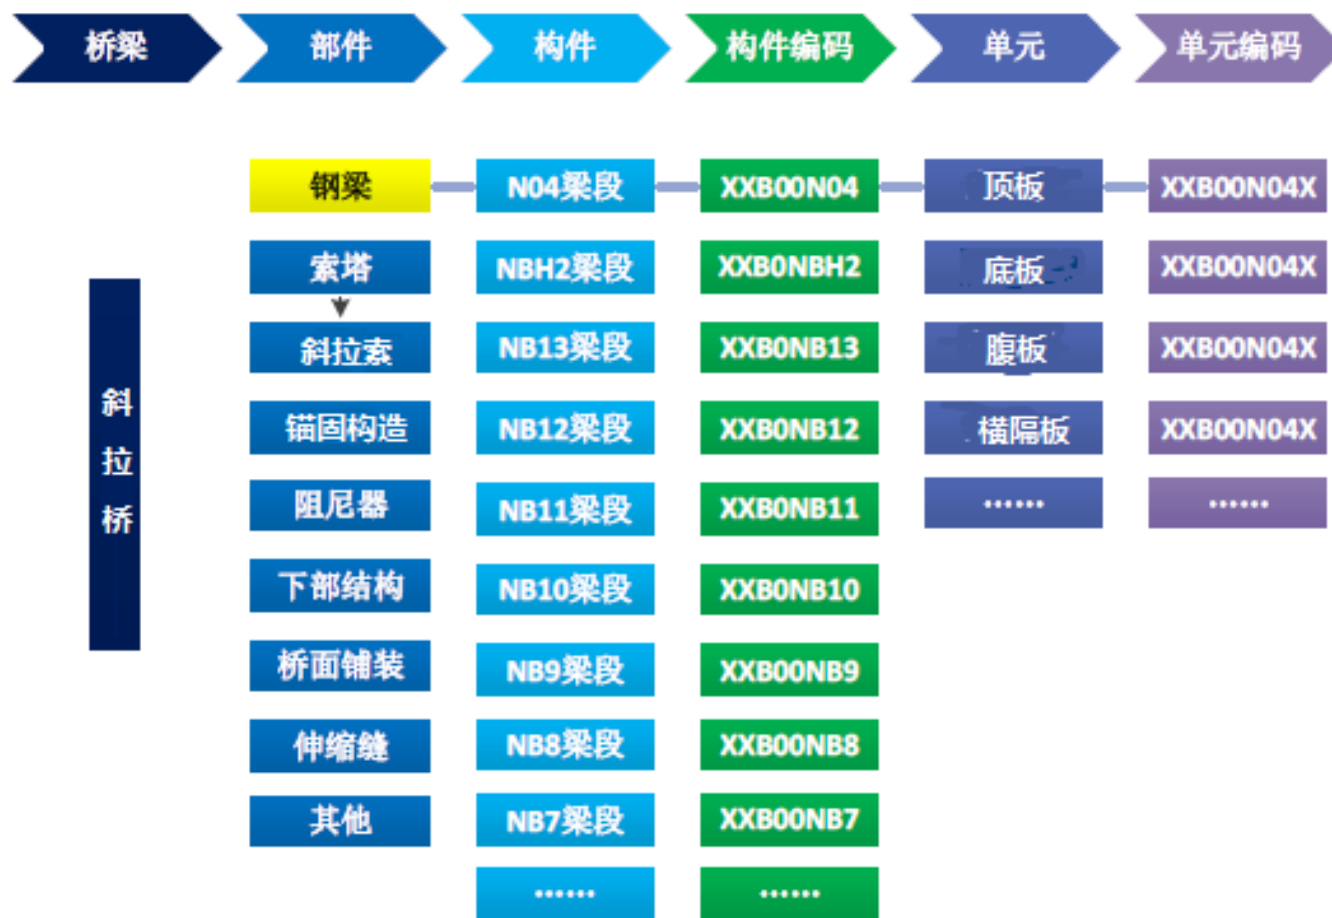 桥梁 部件 构件 构件编码 单元 单元编码
钢梁 N04梁段 XXB00N04 顶板 XXB00N04X
索塔 NBH2梁段 XXB0NBH2 底板 XXB00N04X
斜拉索 NB13梁段 XXB0NB13 腹板 XXB00N04X
锚固构造 NB12梁段 XXB0NB12 横隔板 XXB00N04X
阻尼器 NB11梁段 XXB0NB11 …… ……
下部结构 NB10梁段 XXB0NB10
桥面铺装 NB9梁段 XXB00NB9
伸缩缝 NB8梁段 XXB00NB8
其他 NB7梁段 XXB00NB7
…… ……
斜拉桥